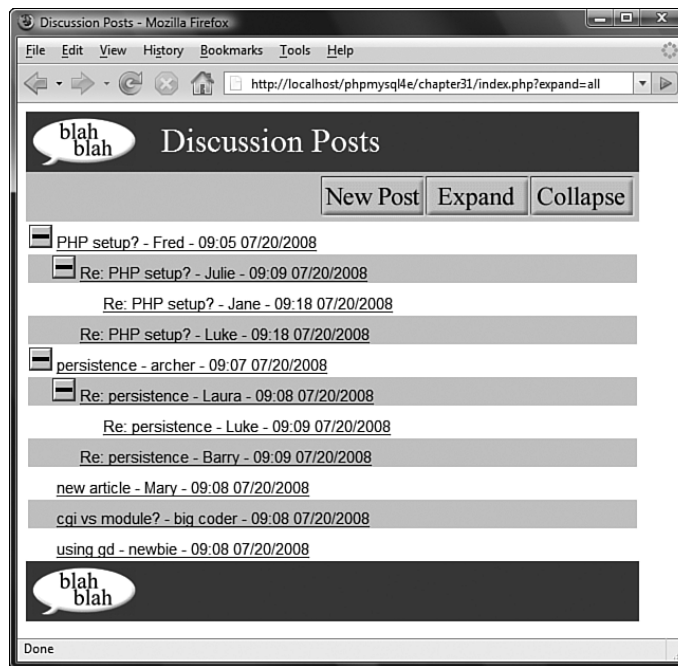 Discussion Posts - Mozilla Firefox
File Edit View History Bookmarks Tools Help
http://localhost/phpmysql4e/chapter31/index.php?expand=all
blah
blah
Discussion Posts
New Post Expand Collapse
PHP setup? - Fred - 09:05 07/20/2008
Re: PHP setup? - Julie - 09:09 07/20/2008
Re: PHP setup? - Jane - 09:18 07/20/2008
Re: PHP setup? - Luke - 09:18 07/20/2008
persistence - archer - 09:07 07/20/2008
Re: persistence - Laura - 09:08 07/20/2008
Re: persistence - Luke - 09:09 07/20/2008
Re: persistence - Barry - 09:09 07/20/2008
new article - Mary - 09:08 07/20/2008
cgi vs module? - big coder - 09:08 07/20/2008
using gd - newbie - 09:08 07/20/2008
blah
blah
Done